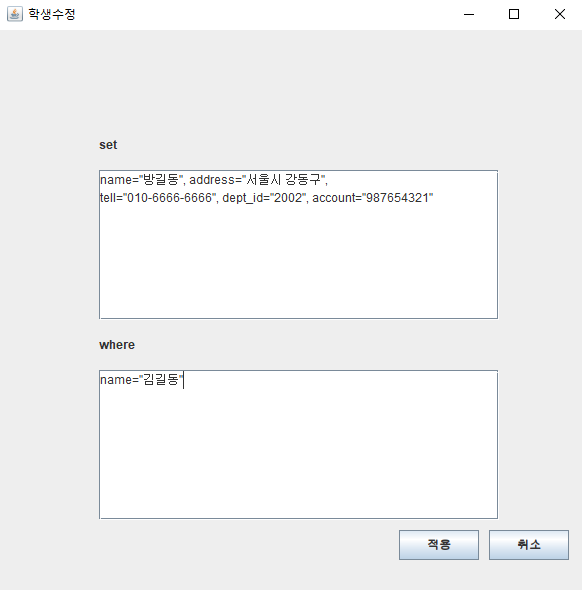 학생수정
set
name="방길동", address="서울시 강동구",
tell="010-6666-6666", dept_id="2002", account="987654321"
where
name="김길동"
적용 취소